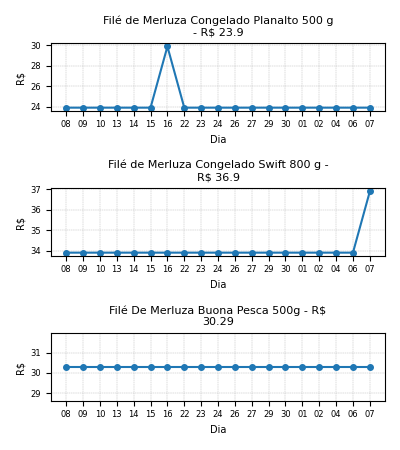 Filé de Merluza Congelado Planalto 500 g
- R$ 23.9
30
28
26
24
R$
08 09 10 13 14 15 16 22 23 24 26 27 29 30 01 02 04 06 07
Dia
Filé de Merluza Congelado Swift 800 g -
R$ 36.9
37
36
35
34
R$
08 09 10 13 14 15 16 22 23 24 26 27 29 30 01 02 04 06 07
Dia
Filé De Merluza Buona Pesca 500g - R$
30.29
31
30
29
R$
08 09 10 13 14 15 16 22 23 24 26 27 29 30 01 02 04 06 07
Dia